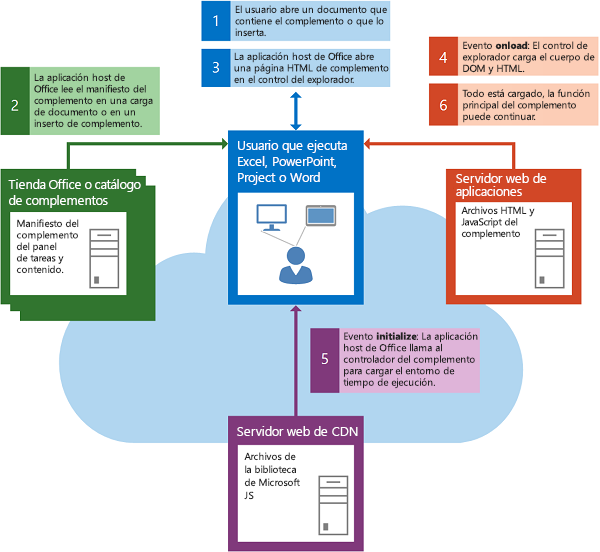 1
El usuario abre un documento que
contiene el complemento o que lo
inserta.
3
La aplicación host de Office abre
una página HTML de complemento
en el control del explorador.
2
La aplicación host de
Office lee el manifiesto del
complemento en una carga
de documento o en un
inserto de complemento.
4
Evento onload: El control de
explorador carga el cuerpo de
DOM y HTML.
6
Todo está cargado, la función
principal del complemento
puede continuar.
Usuario que ejecuta
Excel, PowerPoint,
Project o Word
Tienda Office o catálogo
de complementos
Manifiesto del
complemento
del panel
de tareas y
contenido.
Servidor web de
aplicaciones
Archivos HTML y
JavaScript del
complemento
5
Evento initialize: La aplicación
host de Office llama al
controlador del complemento
para cargar el entorno de
tiempo de ejecución.
Servidor web de CDN
Archivos de
la biblioteca
de Microsoft
JS